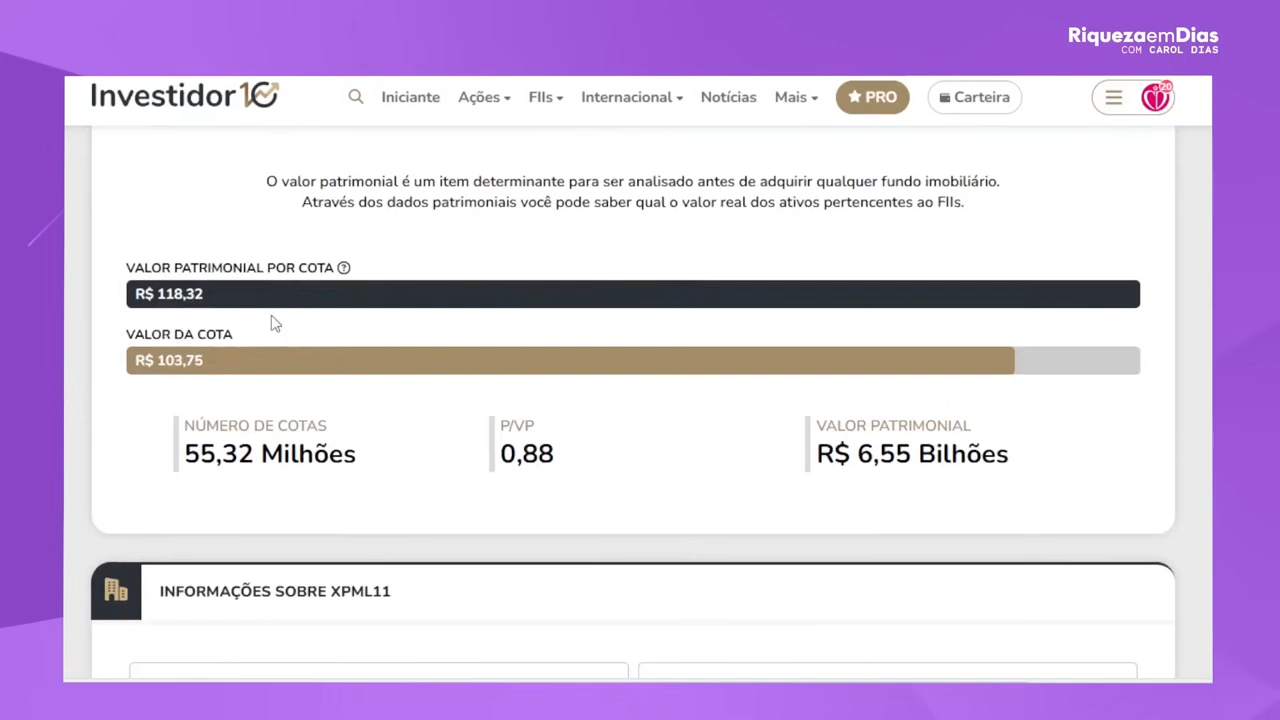 RiquezaemDias
COM CAROL DIAS
Investidor10
Iniciante Ações FIIs Internacional Notícias Mais PRO Carteira
20
O valor patrimonial é um item determinante para ser analisado antes de adquirir qualquer fundo imobiliário.
Através dos dados patrimoniais você pode saber qual o valor real dos ativos pertencentes ao FIIs.
VALOR PATRIMONIAL POR COTA ?
R$ 118,32
VALOR DA COTA
R$ 103,75
NÚMERO DE COTAS
55,32 Milhões
P/VP
0,88
VALOR PATRIMONIAL
R$ 6,55 Bilhões
INFORMAÇÕES SOBRE XPML11